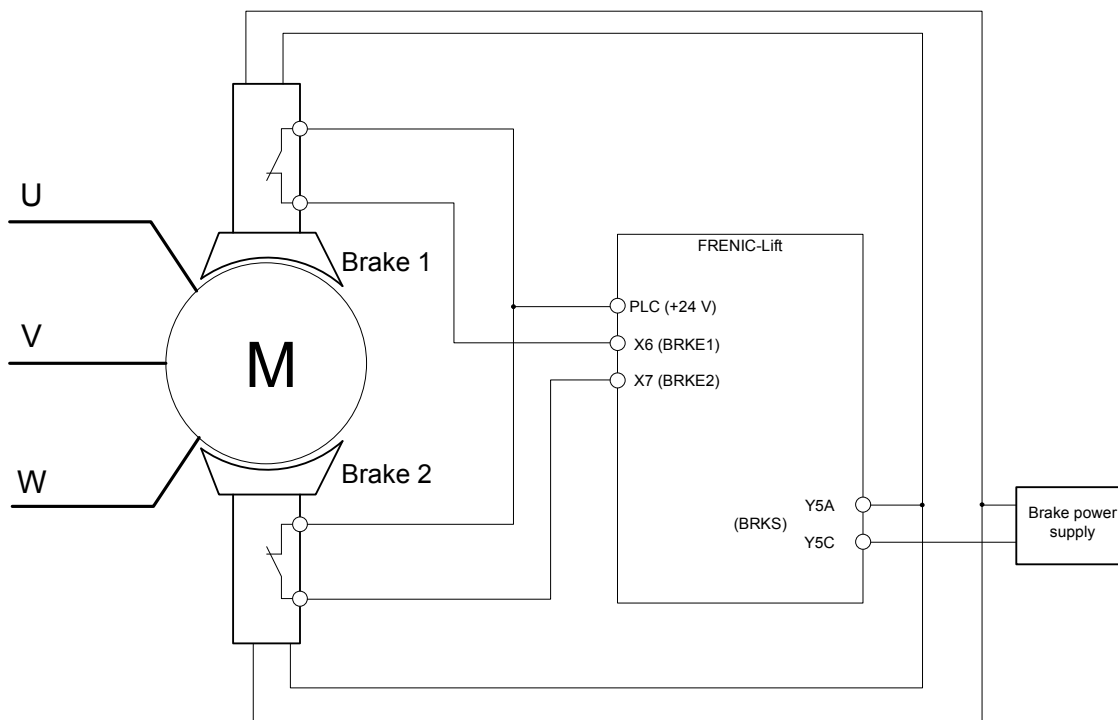 U
V
W
M
Brake 1
Brake 2
FRENIC-Lift
PLC (+24 V)
X6 (BRKE1)
X7 (BRKE2)
(BRKS)
Y5A
Y5C
Brake power
supply